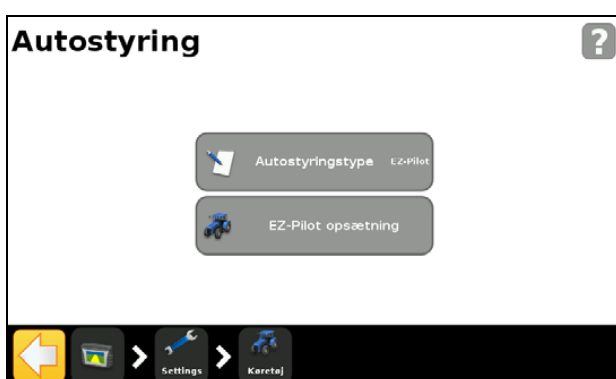 Autostyring
?
Autostyringstype EZ-Pilot
EZ-Pilot opsætning
Settings
Køretøj